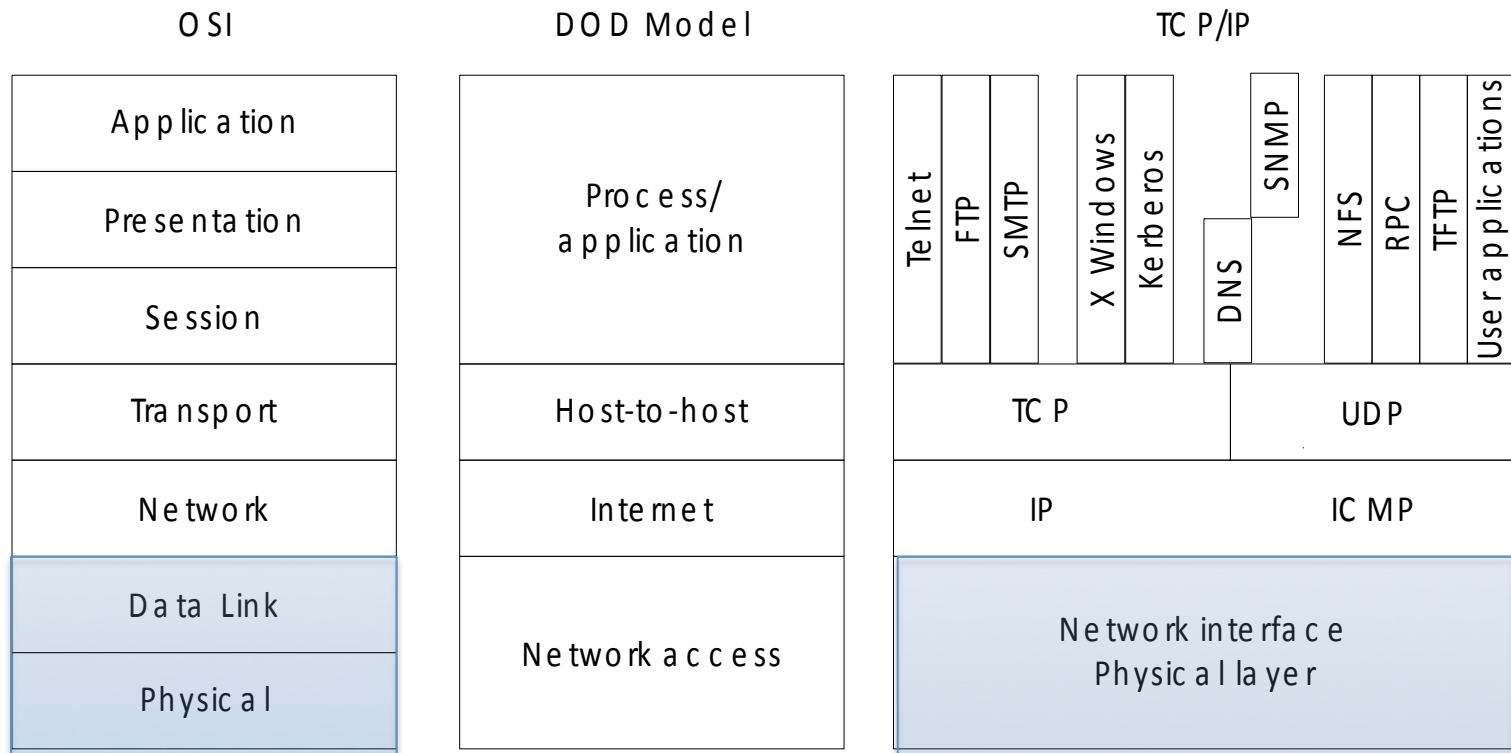 OSI
DOD Model
TCP/IP
Application
Presentation
Session
Transport
Network
Data Link
Physical
Process/
application
Host-to-host
Internet
Network access
Telnet
FTP
SMTP
X Windows
Kerberos
DNS
SNMP
NFS
RPC
TFTP
User applications
TCP
UDP
IP
ICMP
Network interface
Physical layer